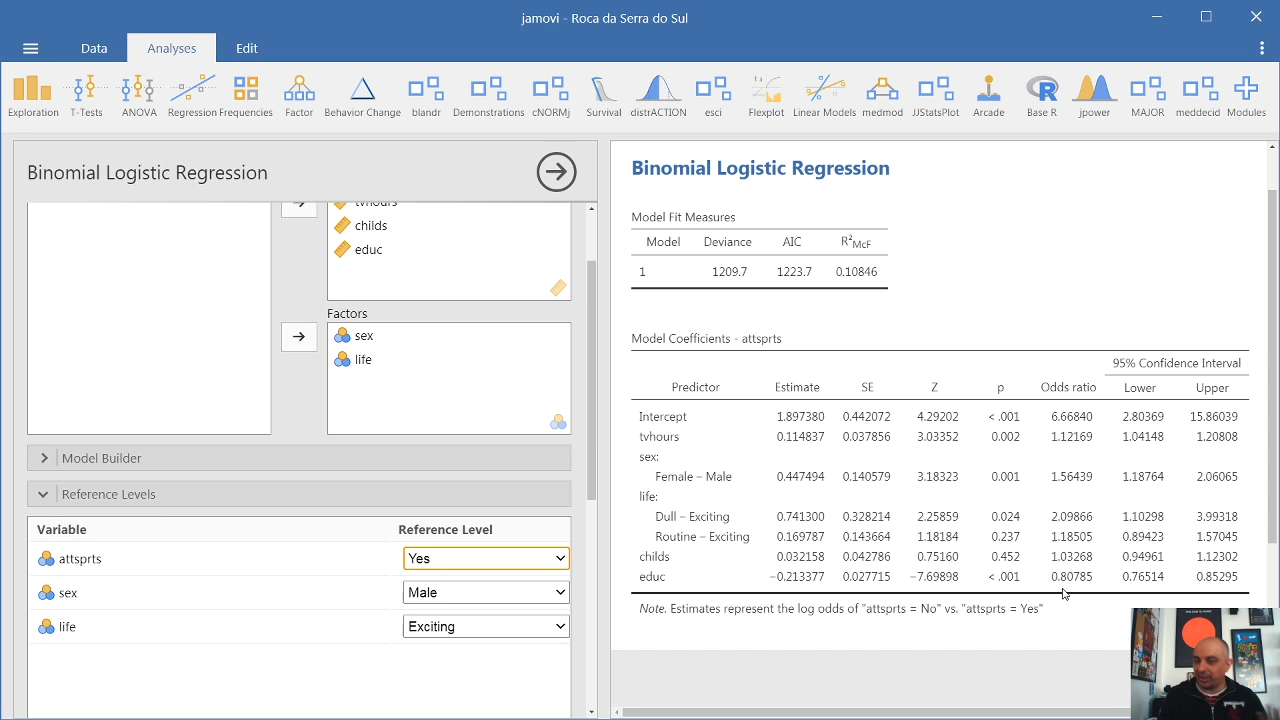 jamovi - Roca da Serra do Sul
Data Analyses Edit
Exploration T-Tests ANOVA Regression Frequencies Factor Behavior Change blandr Demonstrations cNORMj Survival distrACTION esci Flexplot Linear Models medmod JJStatsPlot Arcade Base R jpower MAJOR meddecid Modules
Binomial Logistic Regression
tvhours
childs
educ
Factors
sex
life
Model Builder
Reference Levels
Variable Reference Level
attsprts Yes
sex Male
life Exciting
Binomial Logistic Regression
Model Fit Measures
Model Deviance AIC R²McF
1 1209.7 1223.7 0.10846
Model Coefficients - attsprts
95% Confidence Interval
Predictor Estimate SE Z p Odds ratio Lower Upper
Intercept 1.897380 0.442072 4.29202 < .001 6.66840 2.80369 15.86039
tvhours 0.114837 0.037856 3.03352 0.002 1.12169 1.04148 1.20808
sex:
Female – Male 0.447494 0.140579 3.18323 0.001 1.56439 1.18764 2.06065
life:
Dull – Exciting 0.741300 0.328214 2.25859 0.024 2.09866 1.10298 3.99318
Routine – Exciting 0.169787 0.143664 1.18184 0.237 1.18505 0.89423 1.57045
childs 0.032158 0.042786 0.75160 0.452 1.03268 0.94961 1.12302
educ −0.213377 0.027715 −7.69898 < .001 0.80785 0.76514 0.85295
Note. Estimates represent the log odds of "attsprts = No" vs. "attsprts = Yes"